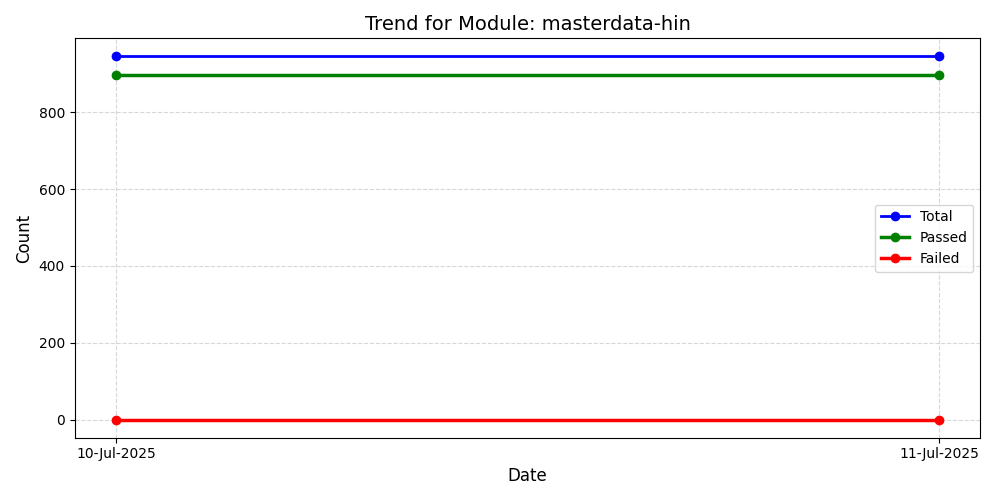 Trend for Module: masterdata-hin
Count
800
600
400
200
0
Total
Passed
Failed
10-Jul-2025
11-Jul-2025
Date